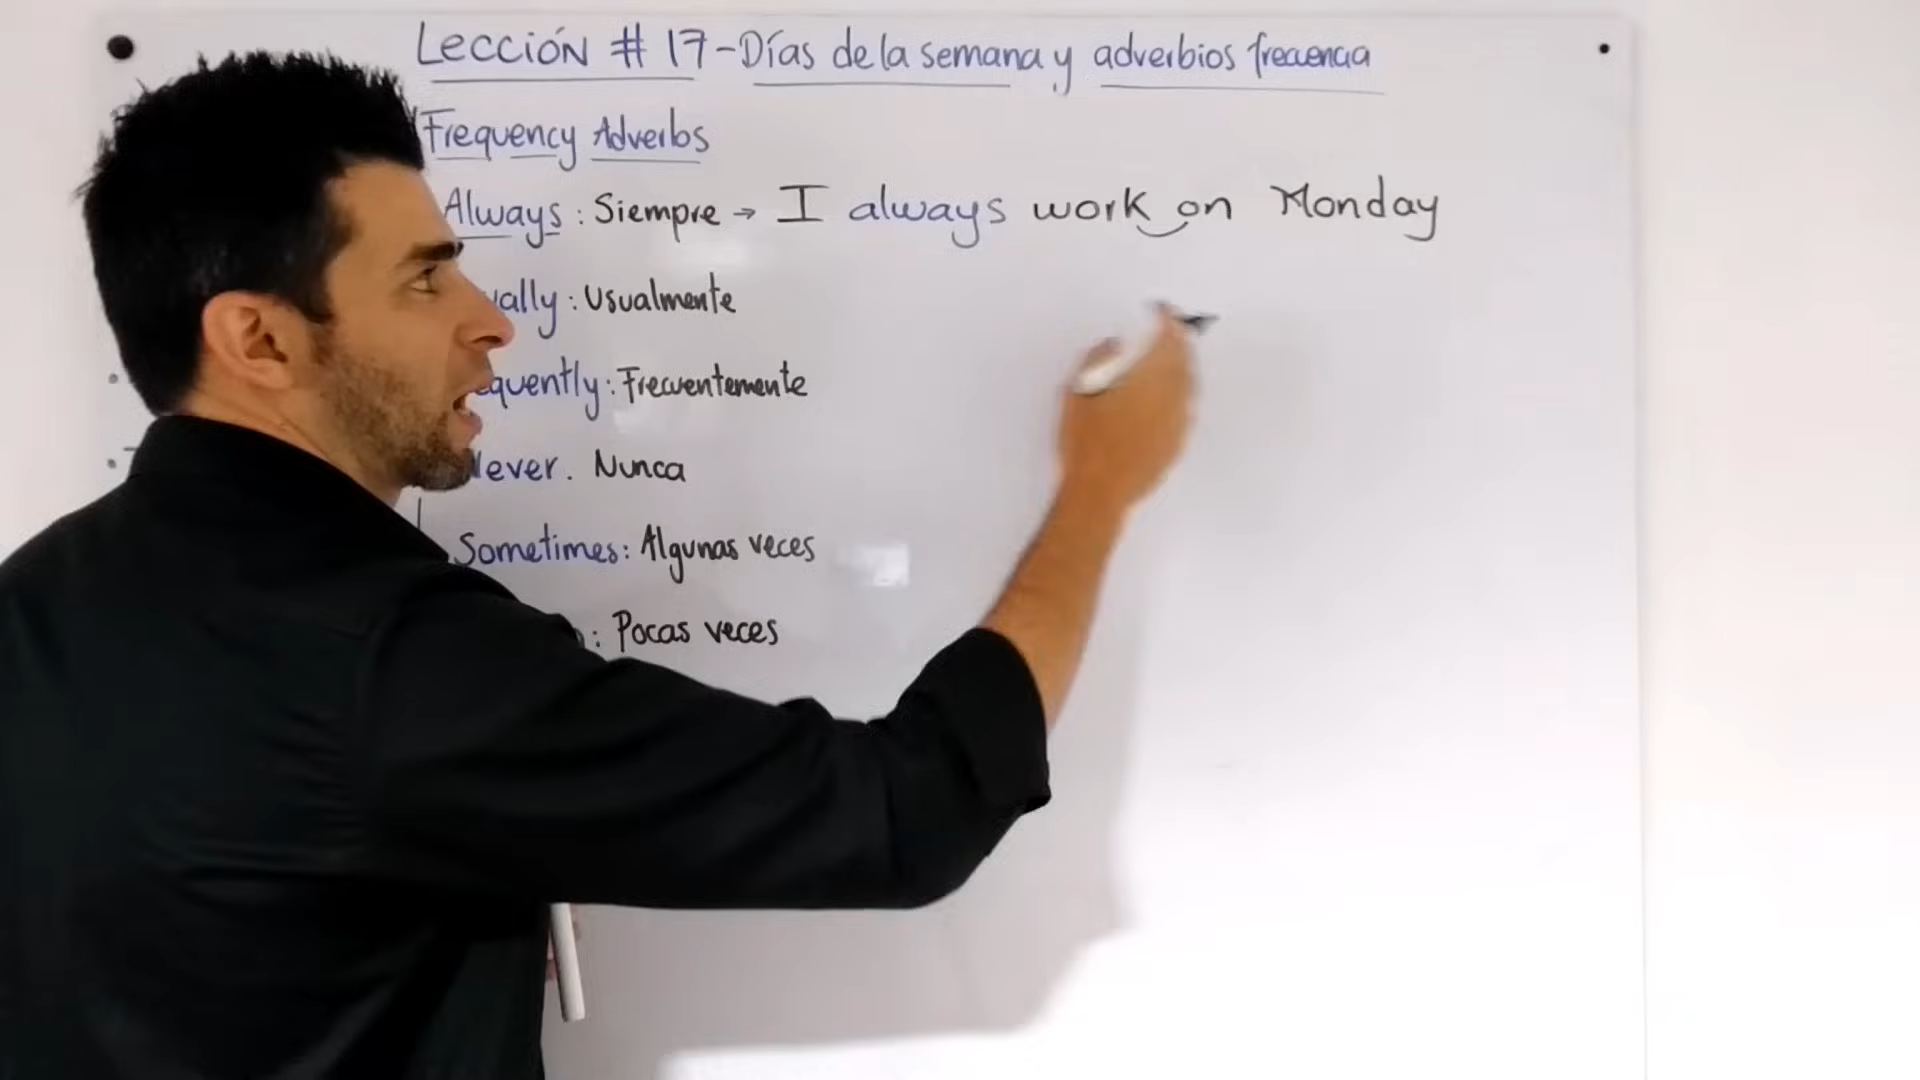 Lección # 17 - Días de la semana y adverbios frecuencia
Frequency Adverbs
Always : Siempre → I always work on Monday
ually : Usualmente
equently : Frecuentemente
Never . Nunca
Sometimes : Algunas veces
: Pocas veces